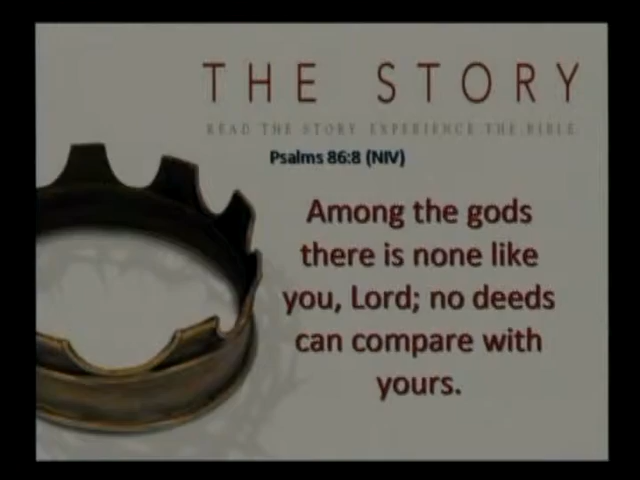 THE STORY
READ THE STORY EXPERIENCE THE BIBLE
Psalms 86:8 (NIV)
Among the gods
there is none like
you, Lord; no deeds
can compare with
yours.